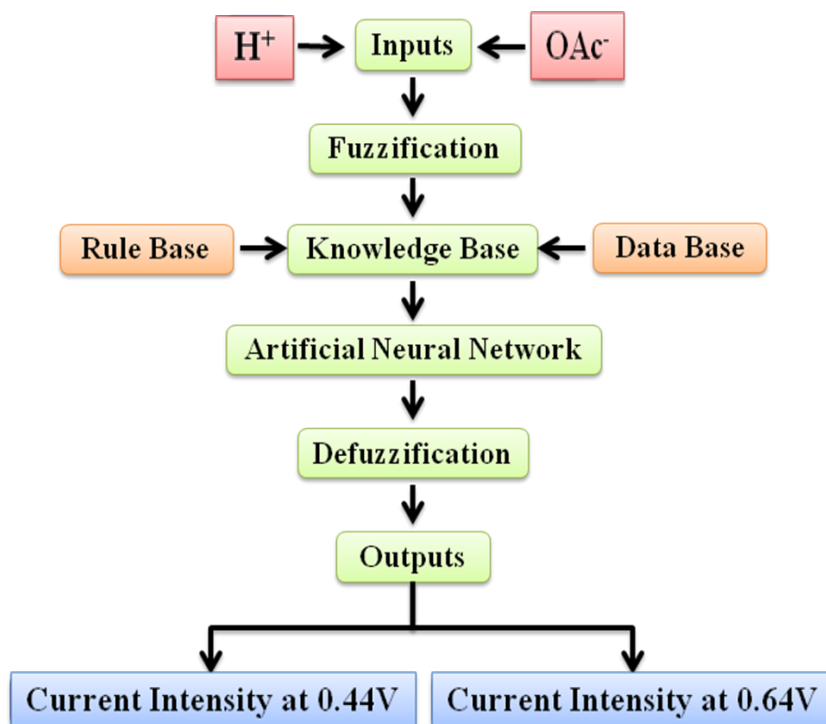 H⁺
Inputs
OAc⁻
Fuzzification
Rule Base
Knowledge Base
Data Base
Artificial Neural Network
Defuzzification
Outputs
Current Intensity at 0.44V
Current Intensity at 0.64V